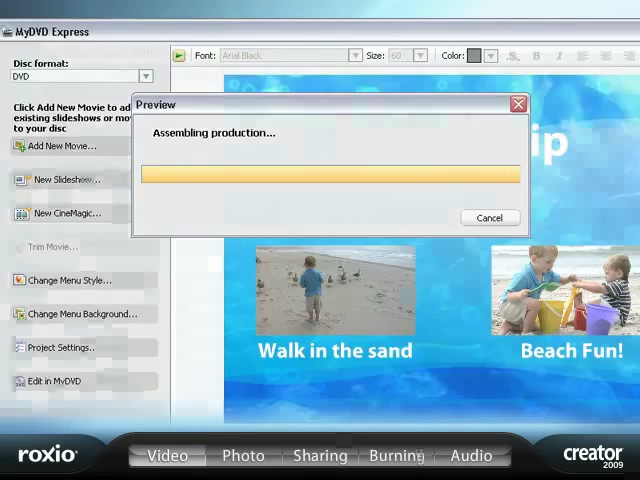 MyDVD Express
Disc format:
DVD
Font: Arial Black Size: 60 Color: S B I
Click Add New Movie to ad
existing slideshows or mov
to your disc
Add New Movie...
New Slideshow...
New CineMagic...
Trim Movie...
Change Menu Style...
Change Menu Background...
Project Settings..
Edit in MyDVD
Preview
Assembling production...
Cancel
ip
Walk in the sand
Beach Fun!
roxio
Video Photo Sharing Burning Audio
creator
2009